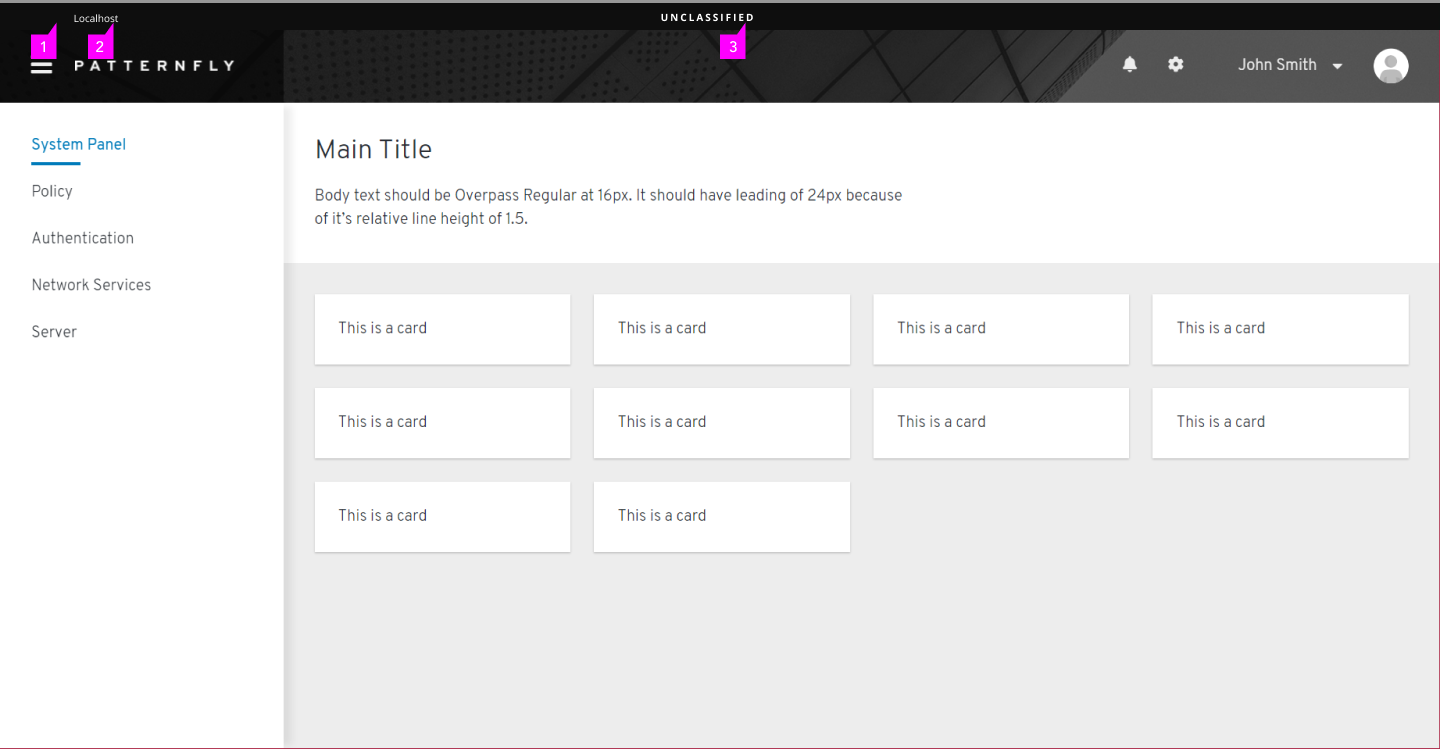 Localhost
UNCLASSIFIED
1
2
3
PATTERNFLY
John Smith
System Panel
Policy
Authentication
Network Services
Server
Main Title
Body text should be Overpass Regular at 16px. It should have leading of 24px because
of it’s relative line height of 1.5.
This is a card
This is a card
This is a card
This is a card
This is a card
This is a card
This is a card
This is a card
This is a card
This is a card